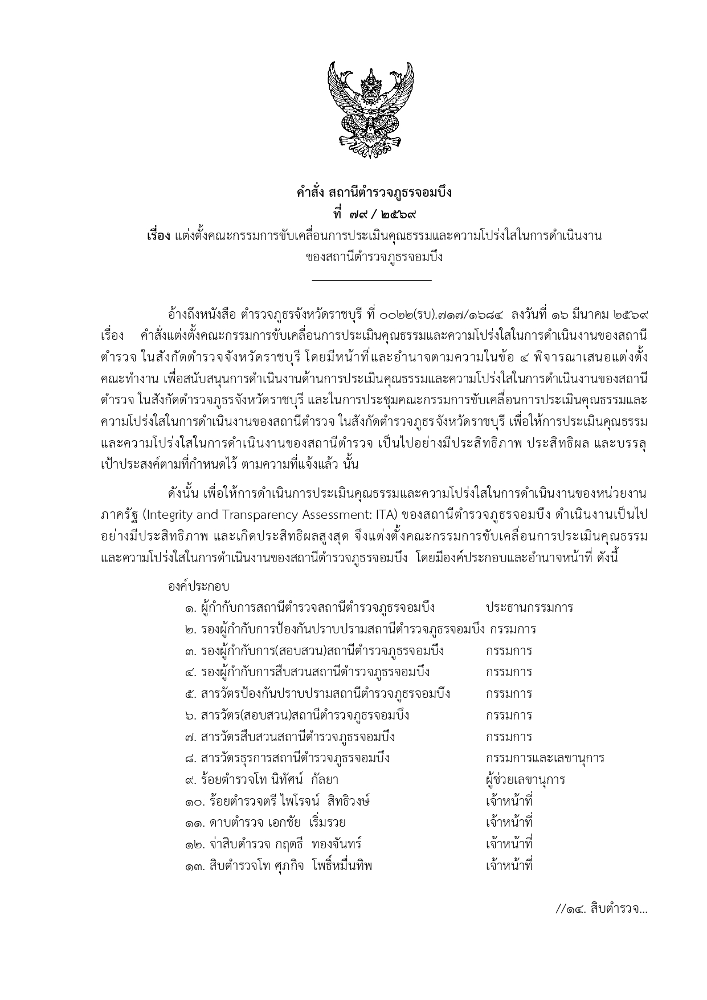 คำสั่ง สถานีตำรวจภูธรจอมบึง
ที่ ๗๙ / ๒๕๖๙
เรื่อง แต่งตั้งคณะกรรมการขับเคลื่อนการประเมินคุณธรรมและความโปร่งใสในการดำเนินงาน
ของสถานีตำรวจภูธรจอมบึง
อ้างถึงหนังสือ ตำรวจภูธรจังหวัดราชบุรี ที่ ๐๐๒๒(รบ).๗๑๗/๑๖๘๔ ลงวันที่ ๑๖ มีนาคม ๒๕๖๙
เรื่อง คำสั่งแต่งตั้งคณะกรรมการขับเคลื่อนการประเมินคุณธรรมและความโปร่งใสในการดำเนินงานของสถานี
ตำรวจ ในสังกัดตำรวจจังหวัดราชบุรี โดยมีหน้าที่และอำนาจตามความในข้อ ๔ พิจารณาเสนอแต่งตั้ง
คณะทำงาน เพื่อสนับสนุนการดำเนินงานด้านการประเมินคุณธรรมและความโปร่งใสในการดำเนินงานของสถานี
ตำรวจ ในสังกัดตำรวจภูธรจังหวัดราชบุรี และในการประชุมคณะกรรมการขับเคลื่อนการประเมินคุณธรรมและ
ความโปร่งใสในการดำเนินงานของสถานีตำรวจ ในสังกัดตำรวจภูธรจังหวัดราชบุรี เพื่อให้การประเมินคุณธรรม
และความโปร่งใสในการดำเนินงานของสถานีตำรวจ เป็นไปอย่างมีประสิทธิภาพ ประสิทธิผล และบรรลุ
เป้าประสงค์ตามที่กำหนดไว้ ตามความที่แจ้งแล้ว นั้น
ดังนั้น เพื่อให้การดำเนินการประเมินคุณธรรมและความโปร่งใสในการดำเนินงานของหน่วยงาน
ภาครัฐ (Integrity and Transparency Assessment: ITA) ของสถานีตำรวจภูธรจอมบึง ดำเนินงานเป็นไป
อย่างมีประสิทธิภาพ และเกิดประสิทธิผลสูงสุด จึงแต่งตั้งคณะกรรมการขับเคลื่อนการประเมินคุณธรรม
และความโปร่งใสในการดำเนินงานของสถานีตำรวจภูธรจอมบึง โดยมีองค์ประกอบและอำนาจหน้าที่ ดังนี้
องค์ประกอบ
๑. ผู้กำกับการสถานีตำรวจสถานีตำรวจภูธรจอมบึง ประธานกรรมการ
๒. รองผู้กำกับการป้องกันปราบปรามสถานีตำรวจภูธรจอมบึง กรรมการ
๓. รองผู้กำกับการ(สอบสวน)สถานีตำรวจภูธรจอมบึง กรรมการ
๔. รองผู้กำกับการสืบสวนสถานีตำรวจภูธรจอมบึง กรรมการ
๕. สารวัตรป้องกันปราบปรามสถานีตำรวจภูธรจอมบึง กรรมการ
๖. สารวัตร(สอบสวน)สถานีตำรวจภูธรจอมบึง กรรมการ
๗. สารวัตรสืบสวนสถานีตำรวจภูธรจอมบึง กรรมการ
๘. สารวัตรธุรการสถานีตำรวจภูธรจอมบึง กรรมการและเลขานุการ
๙. ร้อยตำรวจโท นิทัศน์ กัลยา ผู้ช่วยเลขานุการ
๑๐. ร้อยตำรวจตรี ไพโรจน์ สิทธิวงษ์ เจ้าหน้าที่
๑๑. ดาบตำรวจ เอกชัย เริ่มรวย เจ้าหน้าที่
๑๒. จ่าสิบตำรวจ กฤตธี ทองจันทร์ เจ้าหน้าที่
๑๓. สิบตำรวจโท ศุภกิจ โพธิ์หมื่นทิพ เจ้าหน้าที่
//๑๔. สิบตำรวจ...